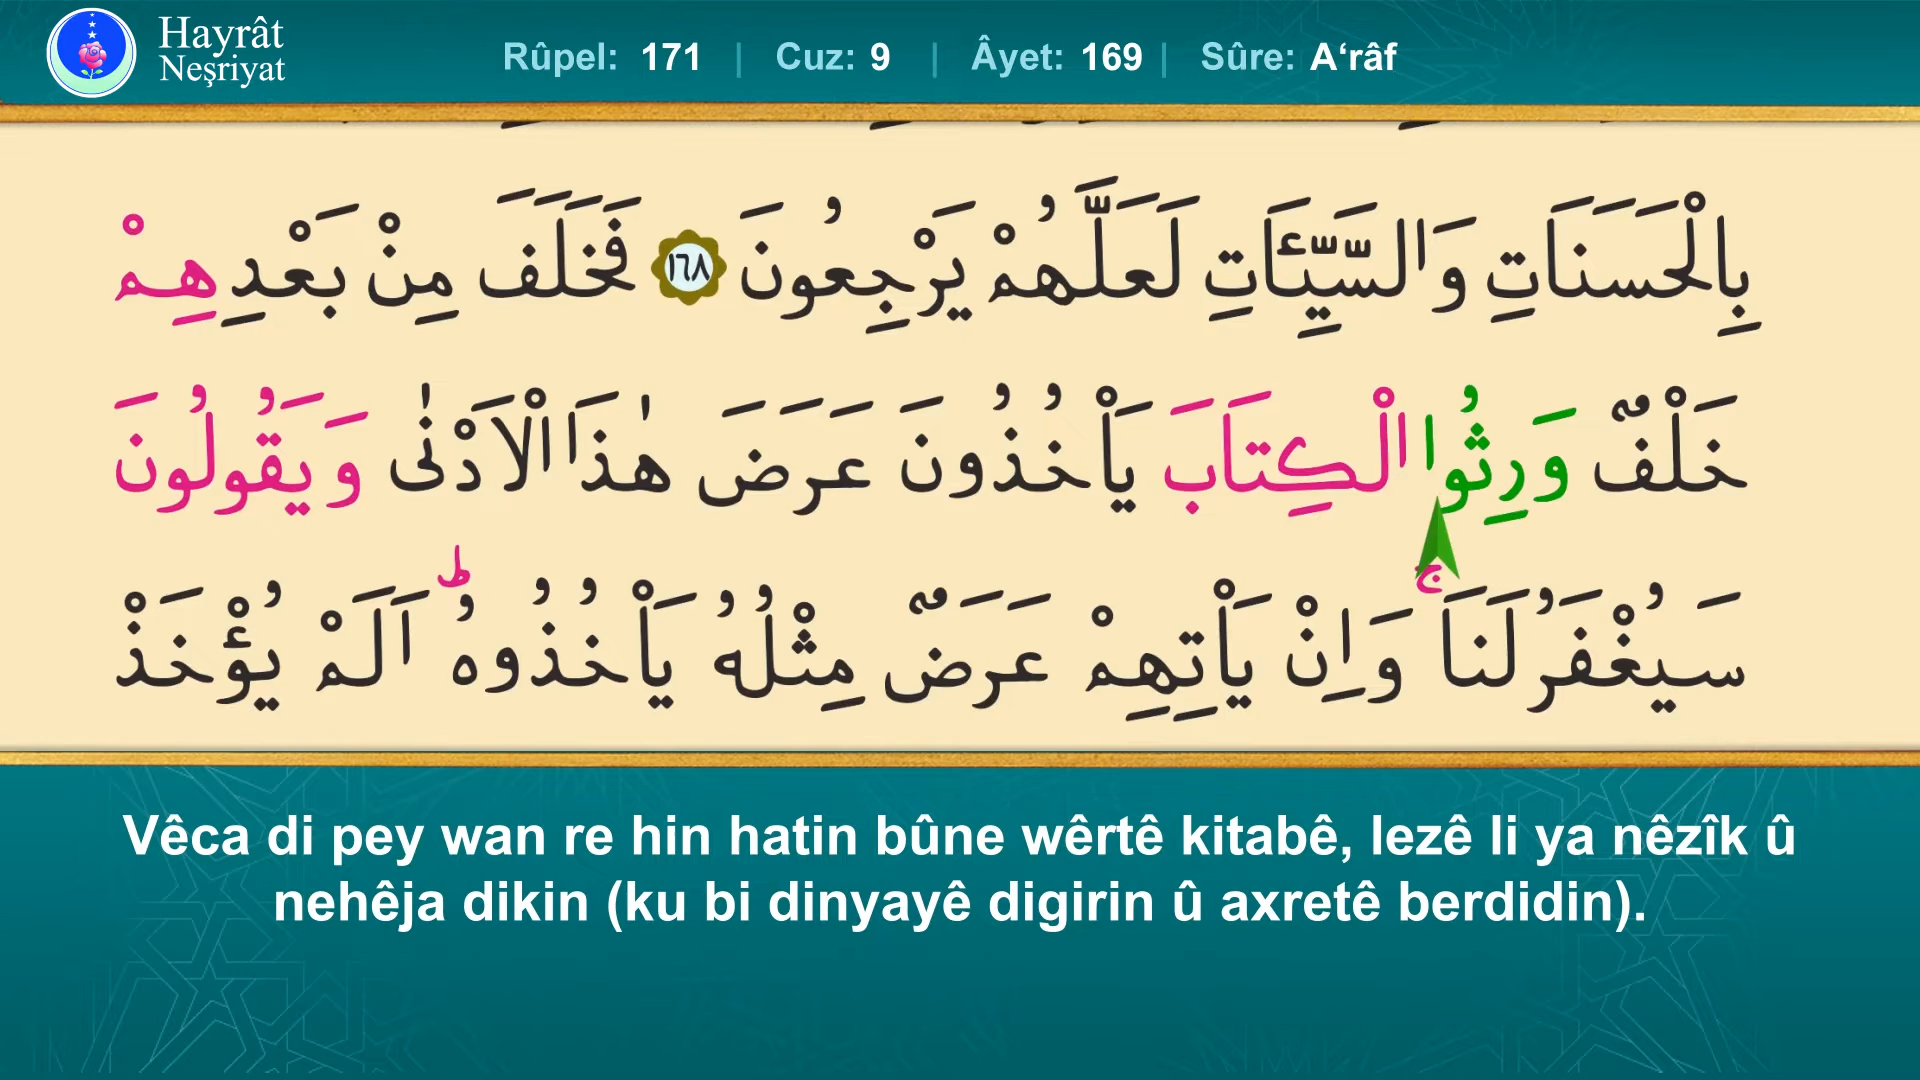 Hayrât
Neşriyat
Rûpel: 171 | Cuz: 9 | Âyet: 169 | Sûre: A‘râf
بِالْحَسَنَاتِ وَالسَّيِّـَٔاتِ لَعَلَّهُمْ يَرْجِعُونَ ١٦٨ فَخَلَفَ مِنْ بَعْدِهِمْ
خَلْفٌ وَرِثُوا الْكِتَابَ يَاْخُذُونَ عَرَضَ هٰذَا الْاَدْنٰى وَيَقُولُونَ
سَيُغْفَرُ لَنَا ۚ وَاِنْ يَاْتِهِمْ عَرَضٌ مِثْلُهُ يَاْخُذُوهُ ؕ اَلَمْ يُؤْخَذْ
Vêca di pey wan re hin hatin bûne wêrtê kitabê, lezê li ya nêzîk û
nehêja dikin (ku bi dinyayê digirin û axretê berdidin).